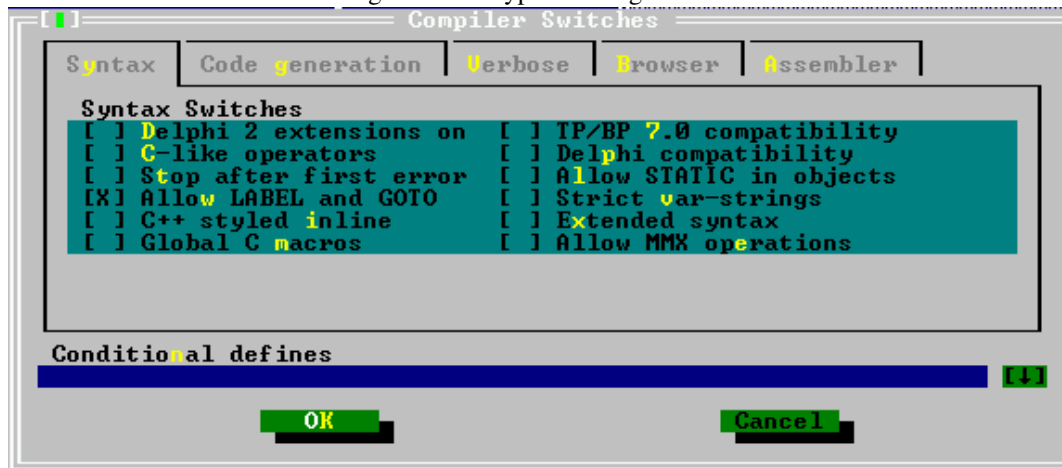 [■] Compiler Switches
Syntax Code generation Verbose Browser Assembler
Syntax Switches
[ ] Delphi 2 extensions on [ ] TP/BP 7.0 compatibility
[ ] C-like operators [ ] Delphi compatibility
[ ] Stop after first error [ ] Allow STATIC in objects
[X] Allow LABEL and GOTO [ ] Strict var-strings
[ ] C++ styled inline [ ] Extended syntax
[ ] Global C macros [ ] Allow MMX operations
Conditional defines
[↓]
OK Cancel